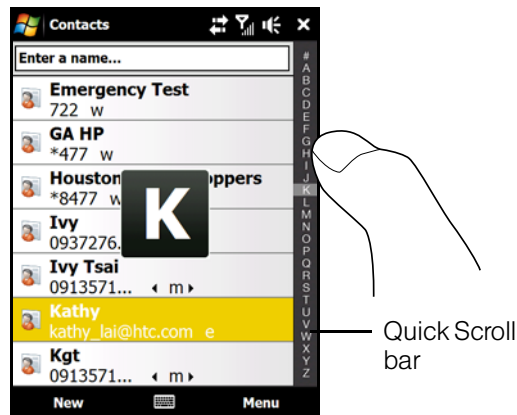 Contacts
Enter a name...
#
A
B
C
D
E
F
G
H
I
J
K
L
M
N
O
P
Q
R
S
T
U
V
W
X
Y
Z
Emergency Test
722 w
GA HP
*477 w
Houston ppers
*8477 w
K
Ivy
0937276.
Ivy Tsai
0913571... m
Kathy
kathy_lai@htc.com e
Kgt
0913571... m
New Menu
Quick Scroll
bar